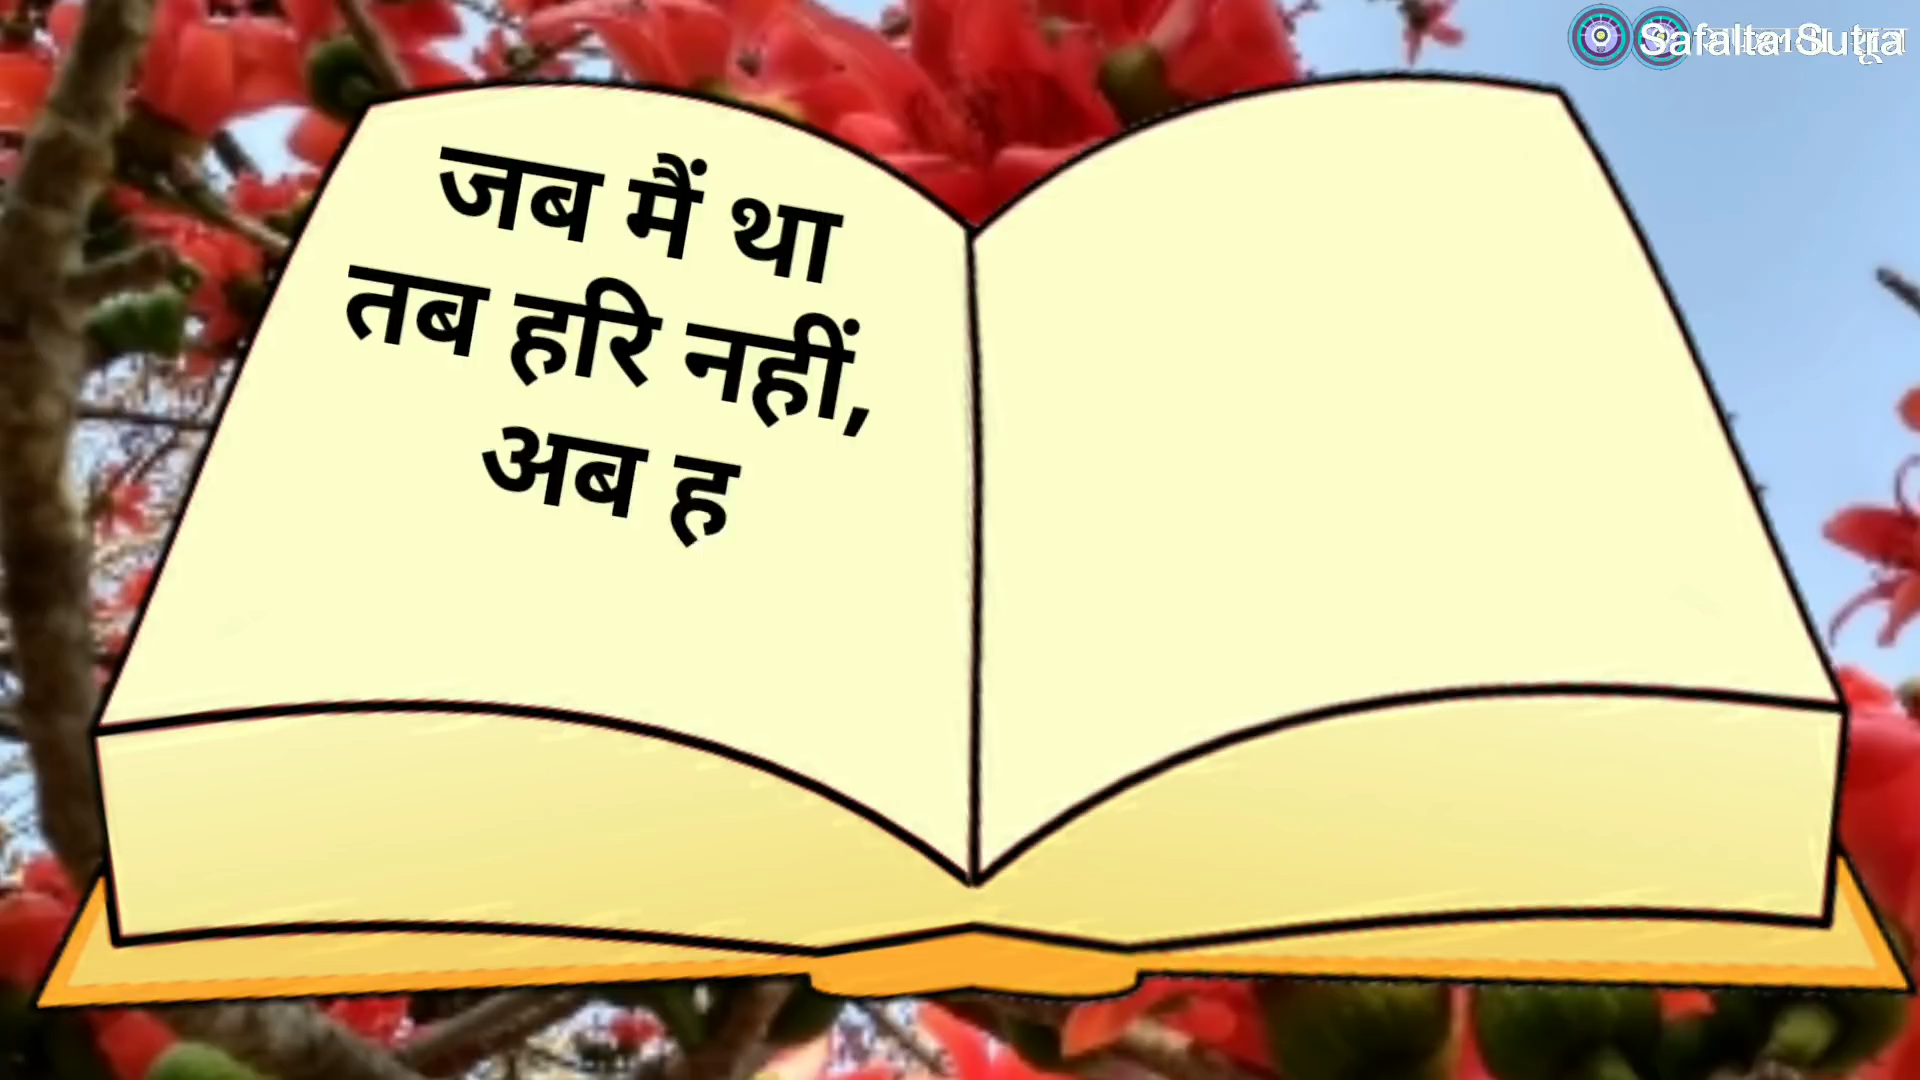 Safalta Sutra
जब मैं था
तब हरि नहीं,
अब ह